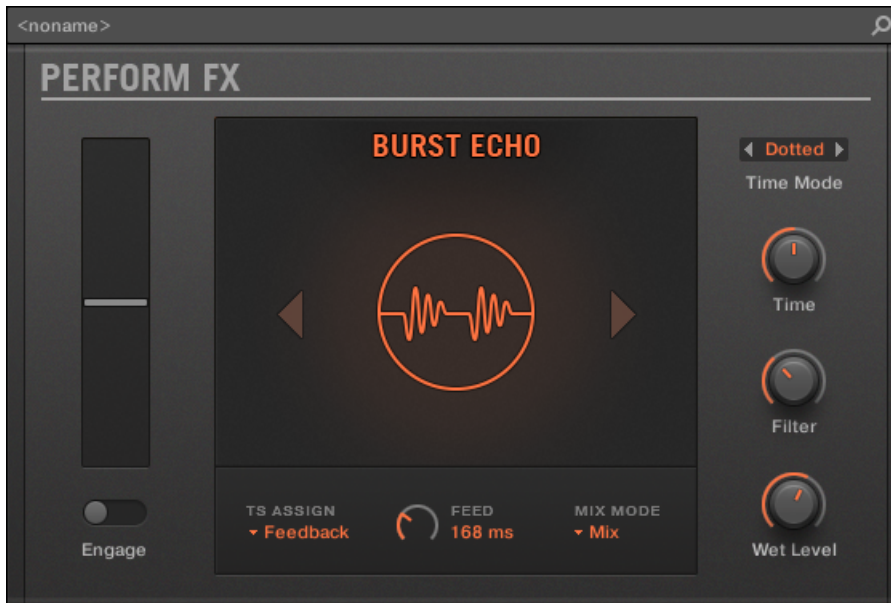 <noname>
PERFORM FX
BURST ECHO
Dotted
Time Mode
Time
Filter
TS ASSIGN
FEED
MIX MODE
Feedback
168 ms
Mix
Engage
Wet Level